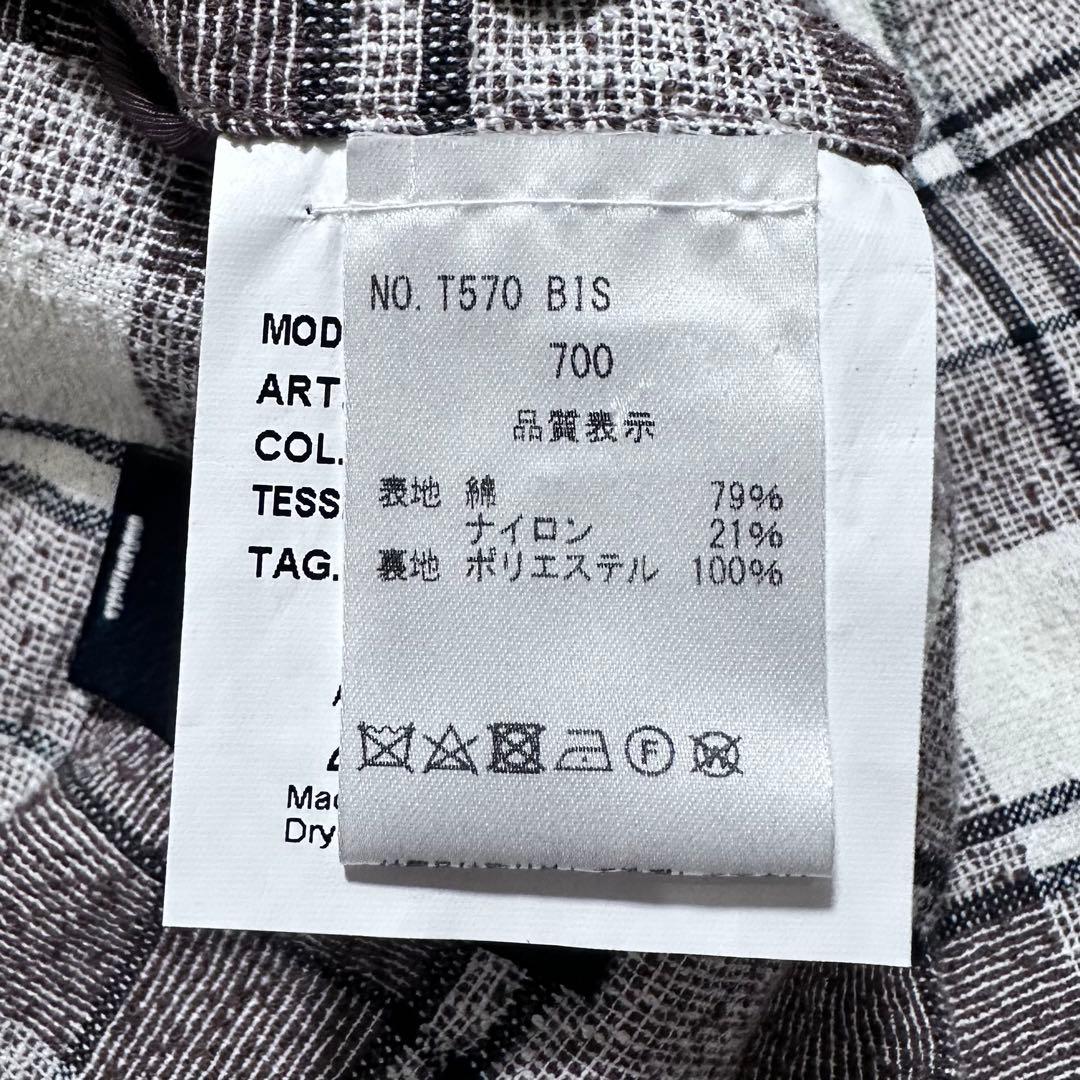 NO. T570 BIS
700
品質表示
表地 綿 79%
ナイロン 21%
裏地 ポリエステル 100%
F
W
MOD
ART.
COL.
TESS
TAG.
Mad
Dry